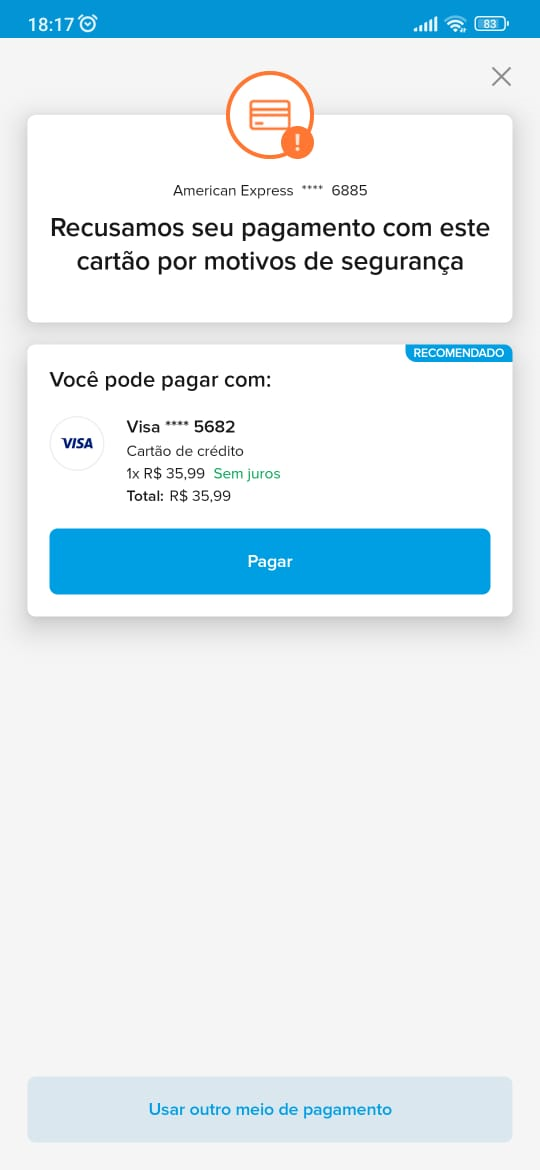 18:17
83
American Express **** 6885
Recusamos seu pagamento com este
cartão por motivos de segurança
RECOMENDADO
Você pode pagar com:
VISA
Visa **** 5682
Cartão de crédito
1x R$ 35,99 Sem juros
Total: R$ 35,99
Pagar
Usar outro meio de pagamento